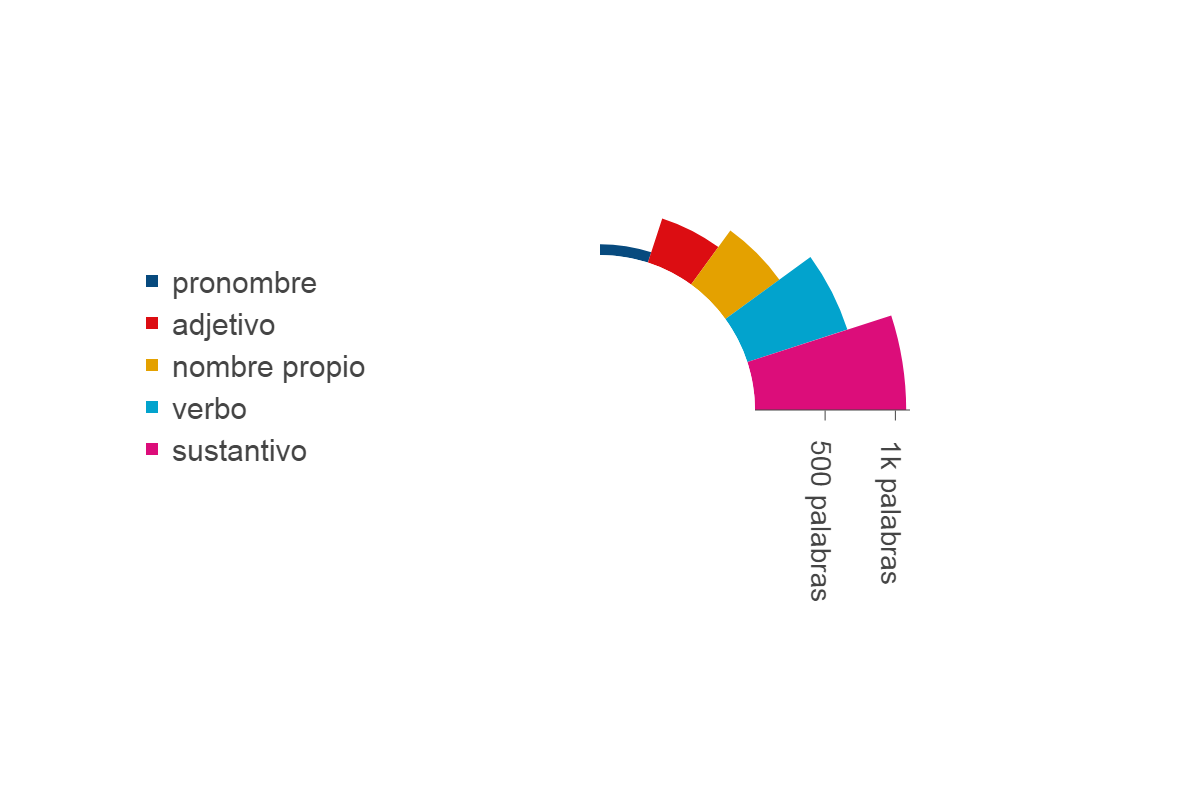 pronombre
adjetivo
nombre propio
verbo
sustantivo
500 palabras
1k palabras